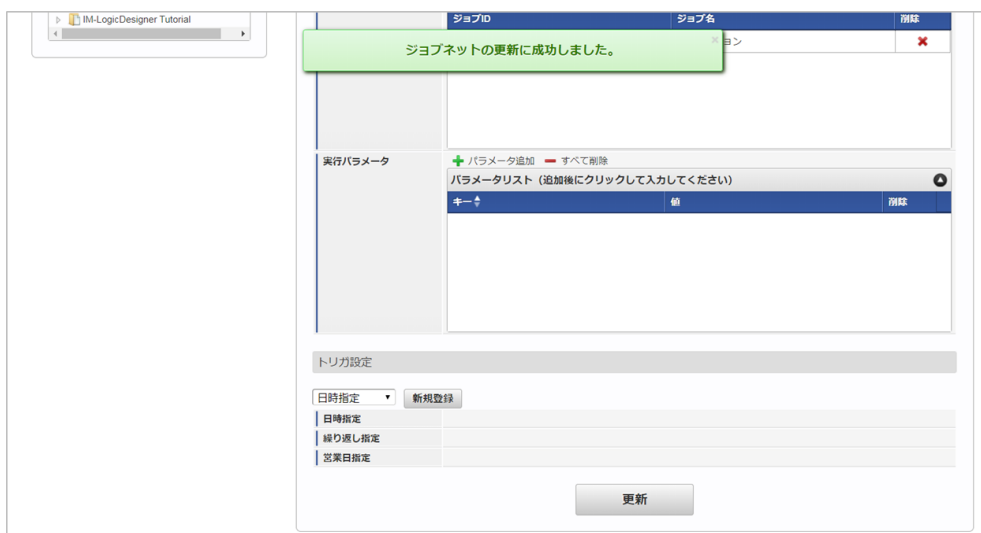 IM-LogicDesigner Tutorial
ジョブID ジョブ名 削除
ジョブネットの更新に成功しました。
ョン
実行パラメータ
パラメータ追加 すべて削除
パラメータリスト（追加後にクリックして入力してください）
キー 値 削除
トリガ設定
日時指定 新規登録
日時指定
繰り返し指定
営業日指定
更新